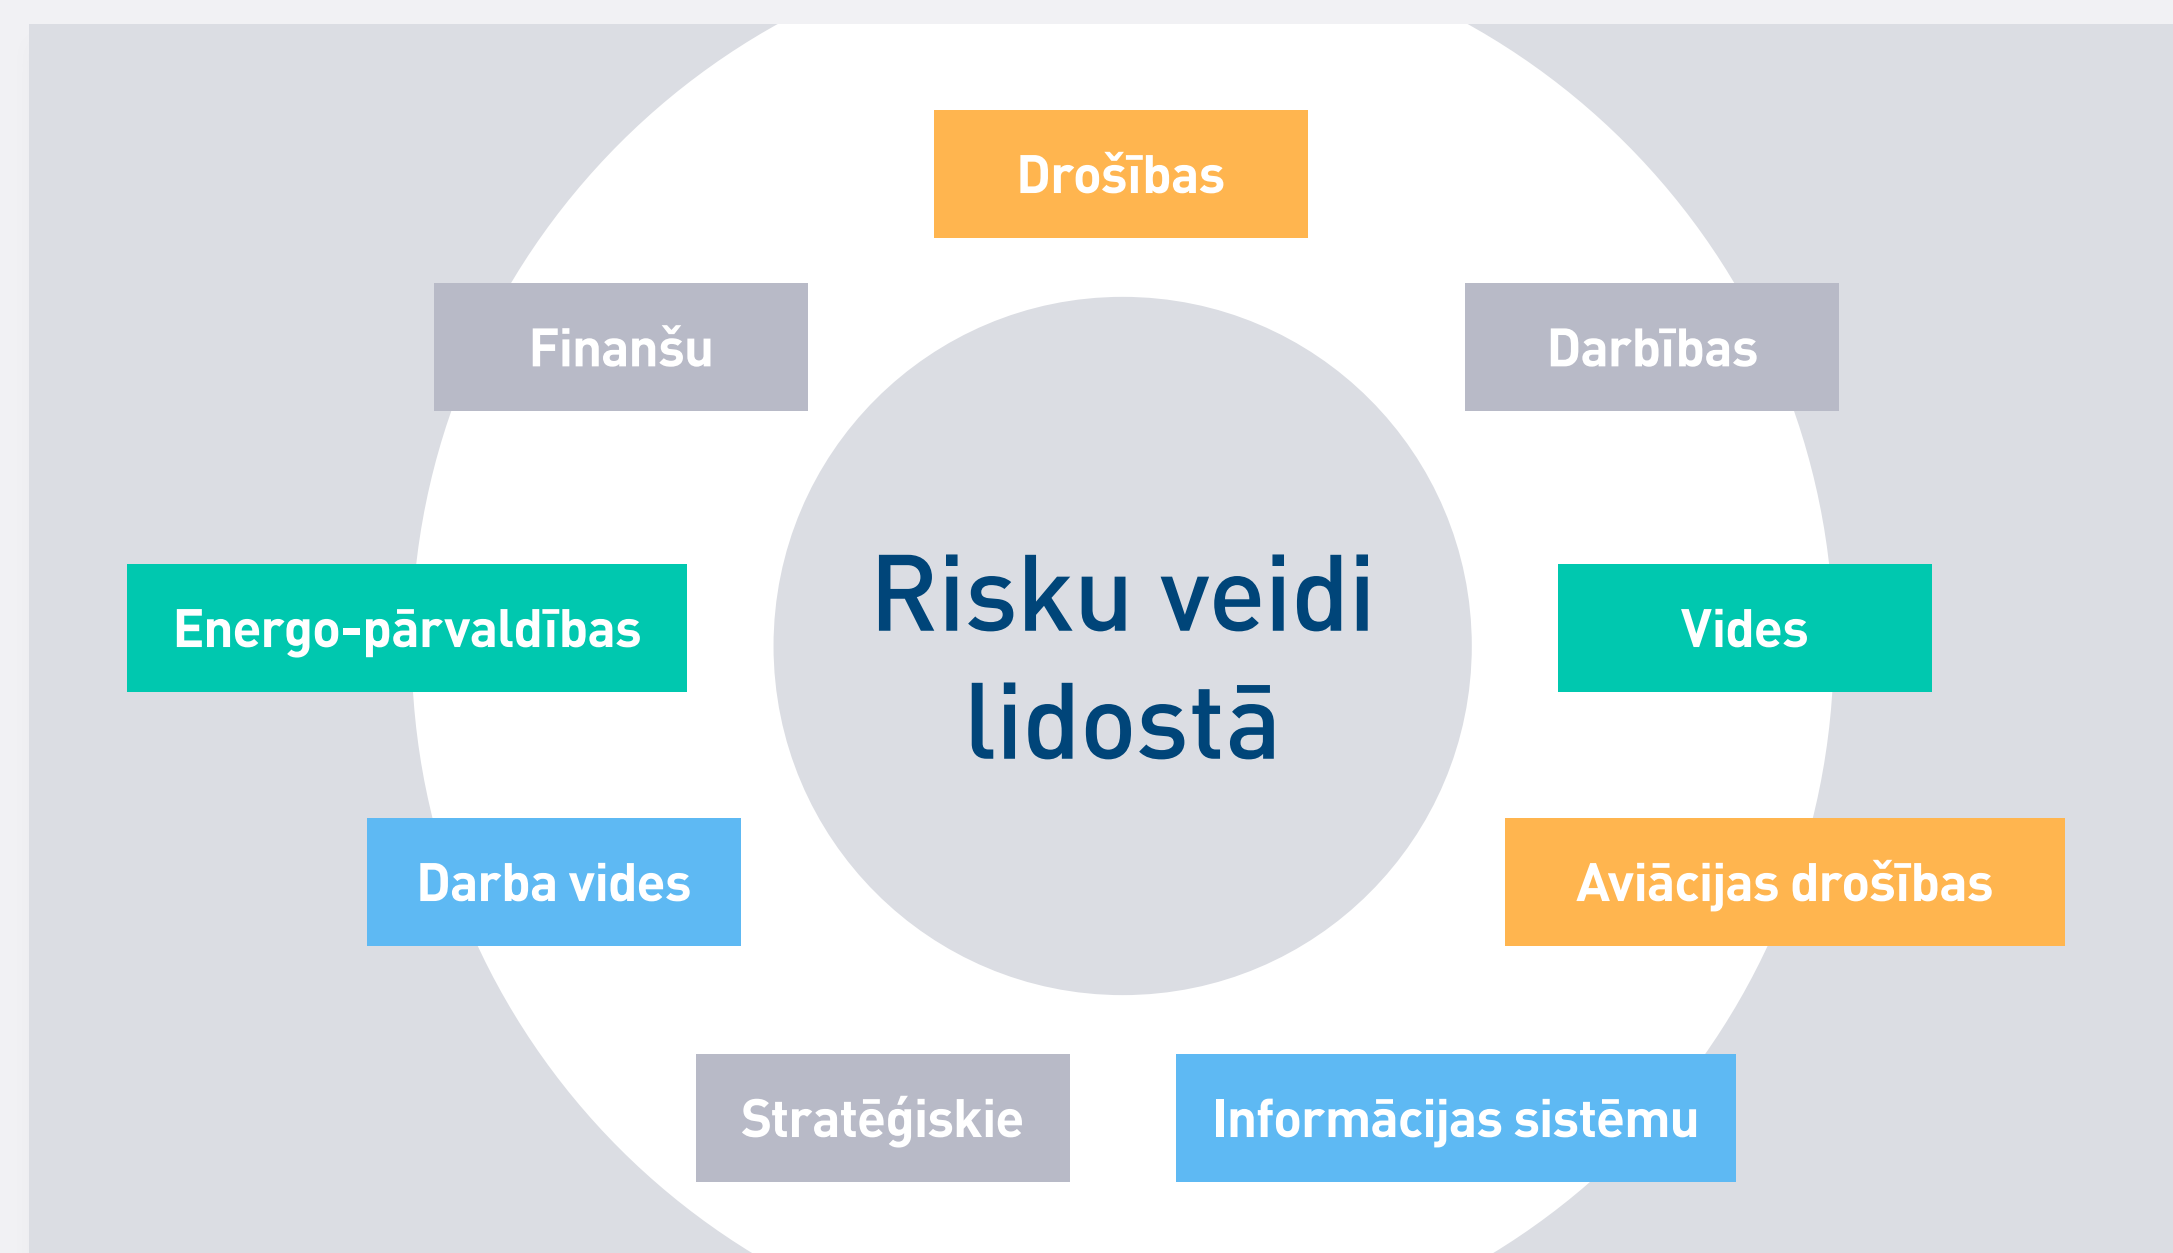 Drošības
Finanšu
Darbības
Risku veidi
lidostā
Energo-pārvaldības
Vides
Darba vides
Aviācijas drošības
Stratēģiskie
Informācijas sistēmu